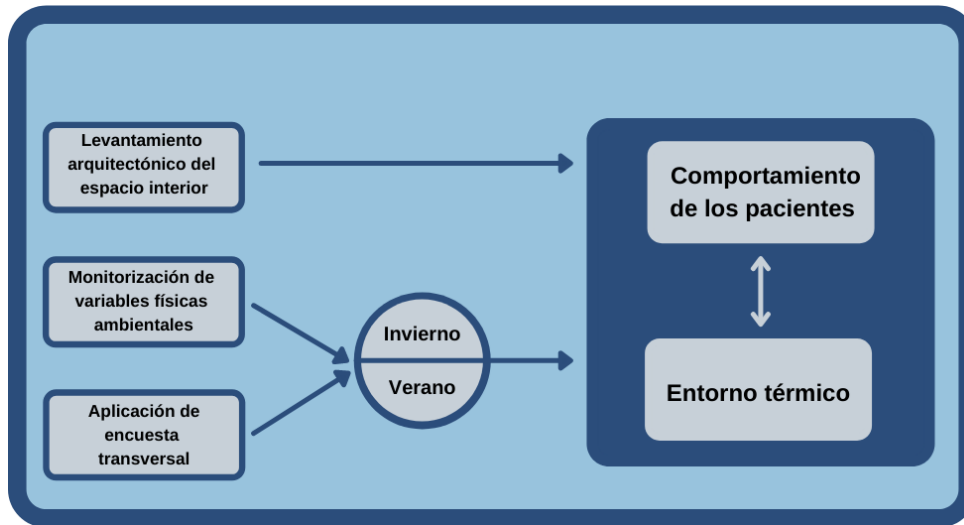 Levantamiento
arquitectónico del
espacio interior
Monitorización de
variables físicas
ambientales
Aplicación de
encuesta
transversal
Invierno
Verano
Comportamiento
de los pacientes
Entorno térmico